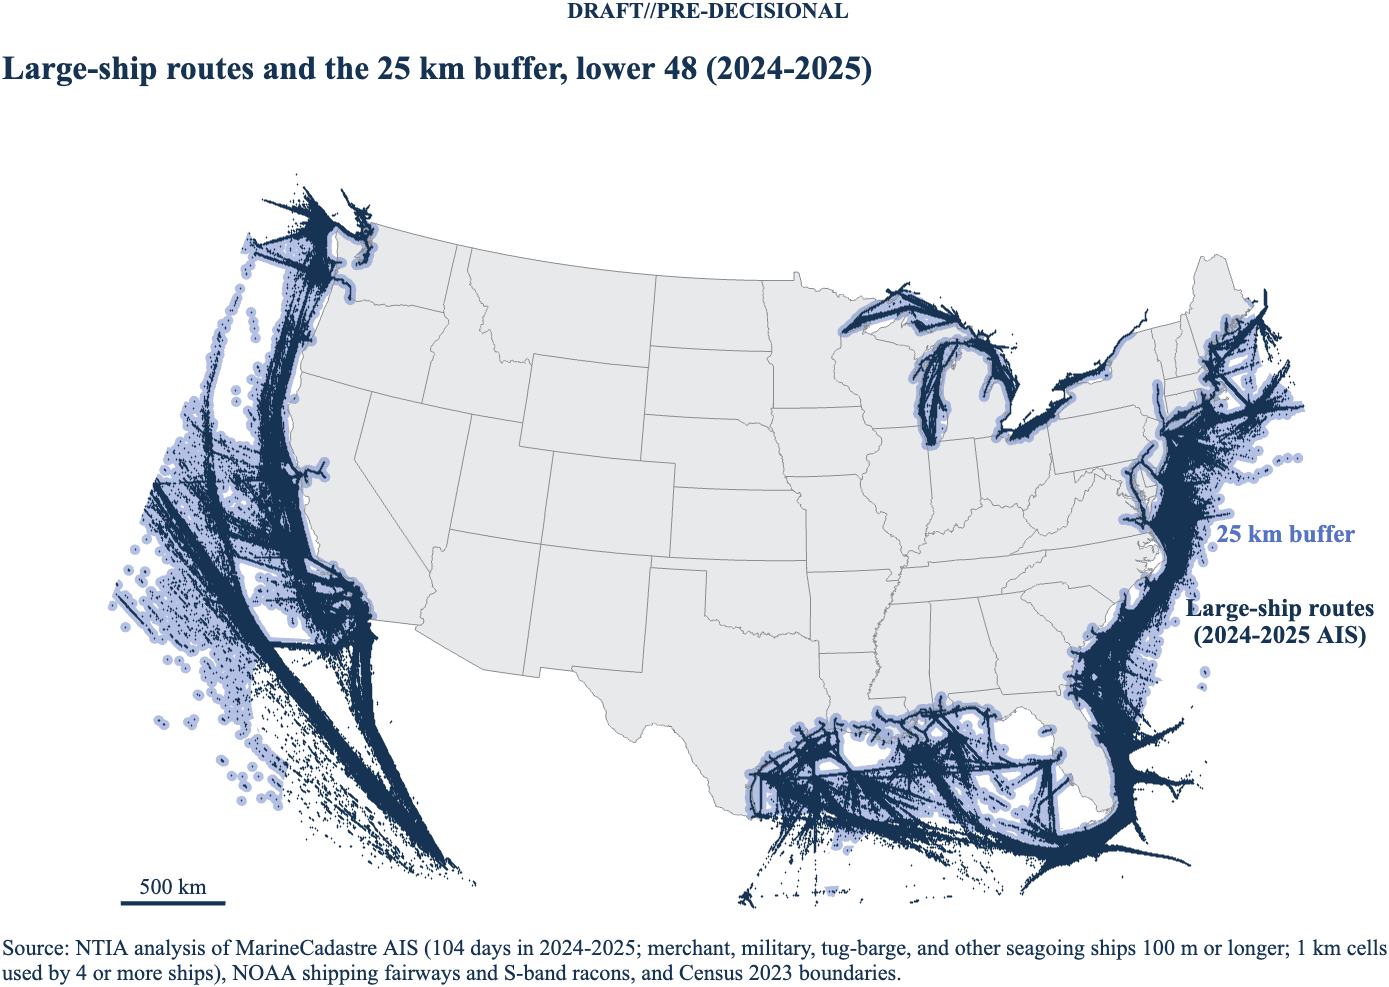 DRAFT//PRE-DECISIONAL
Large-ship routes and the 25 km buffer, lower 48 (2024-2025)
25 km buffer
Large-ship routes
(2024-2025 AIS)
500 km
Source: NTIA analysis of MarineCadastre AIS (104 days in 2024-2025; merchant, military, tug-barge, and other seagoing ships 100 m or longer; 1 km cells
used by 4 or more ships), NOAA shipping fairways and S-band racons, and Census 2023 boundaries.